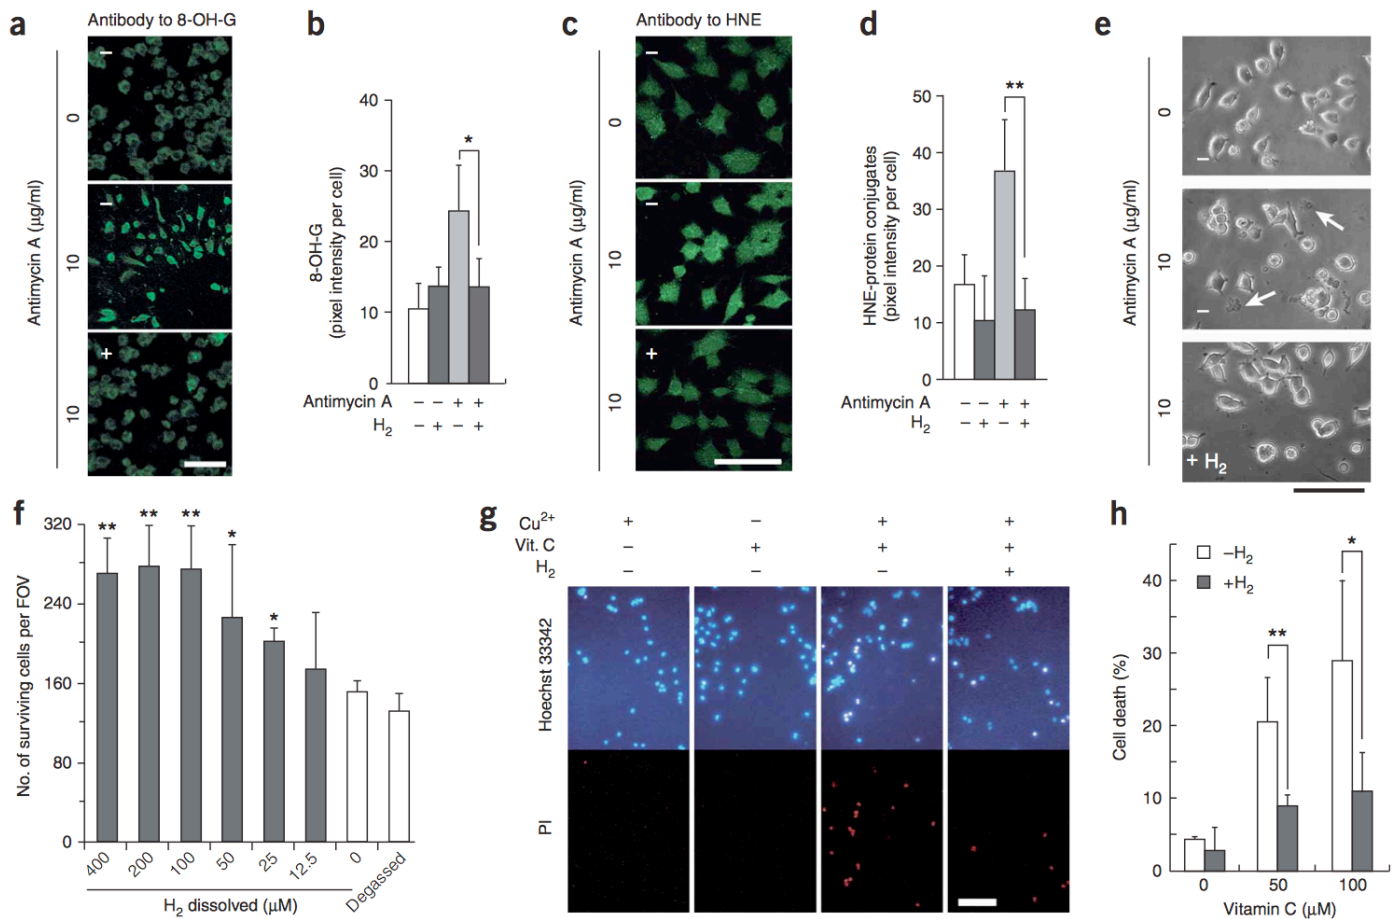 a
Antibody to 8-OH-G
Antimycin A (µg/ml)
0
10
10
–
–
+
b
8-OH-G
(pixel intensity per cell)
40
30
20
10
0
*
Antimycin A – – + +
H2 – + – +
c
Antibody to HNE
Antimycin A (µg/ml)
0
10
10
–
–
+
d
HNE-protein conjugates
(pixel intensity per cell)
50
40
30
20
10
0
**
Antimycin A – – + +
H2 – + – +
e
Antimycin A (µg/ml)
0
10
10
–
–
+ H2
f
No. of surviving cells per FOV
320
240
160
80
0
** ** ** * *
400 200 100 50 25 12.5 0 Degassed
H2 dissolved (µM)
g
Cu2+ + – + +
Vit. C – + + +
H2 – – – +
Hoechst 33342
PI
h
–H2
+H2
Cell death (%)
40
30
20
10
0
**
*
0 50 100
Vitamin C (µM)